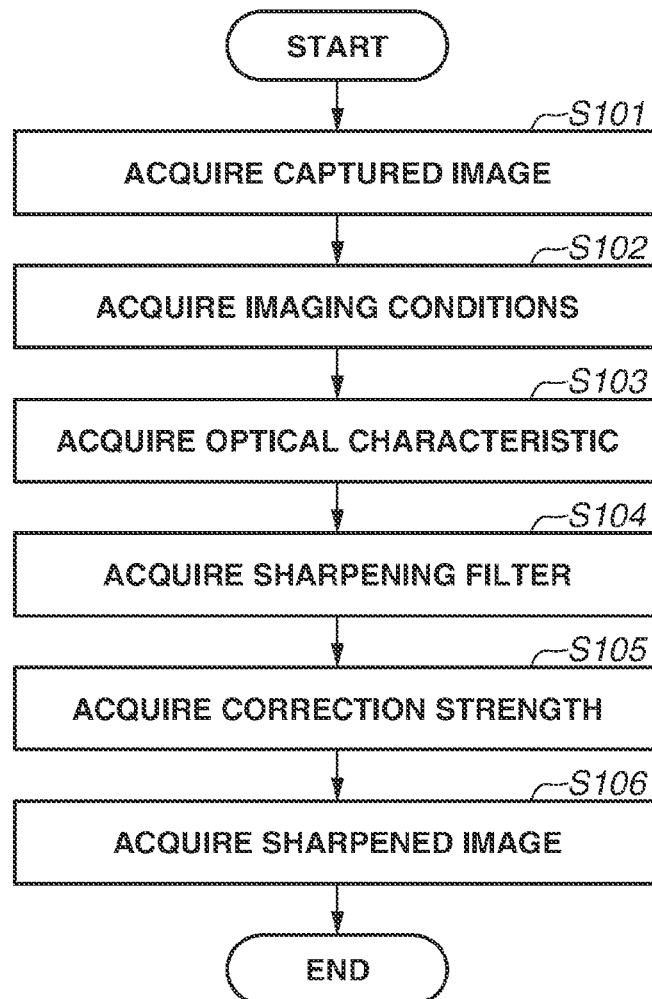 START
S101
ACQUIRE CAPTURED IMAGE
S102
ACQUIRE IMAGING CONDITIONS
S103
ACQUIRE OPTICAL CHARACTERISTIC
S104
ACQUIRE SHARPENING FILTER
S105
ACQUIRE CORRECTION STRENGTH
S106
ACQUIRE SHARPENED IMAGE
END